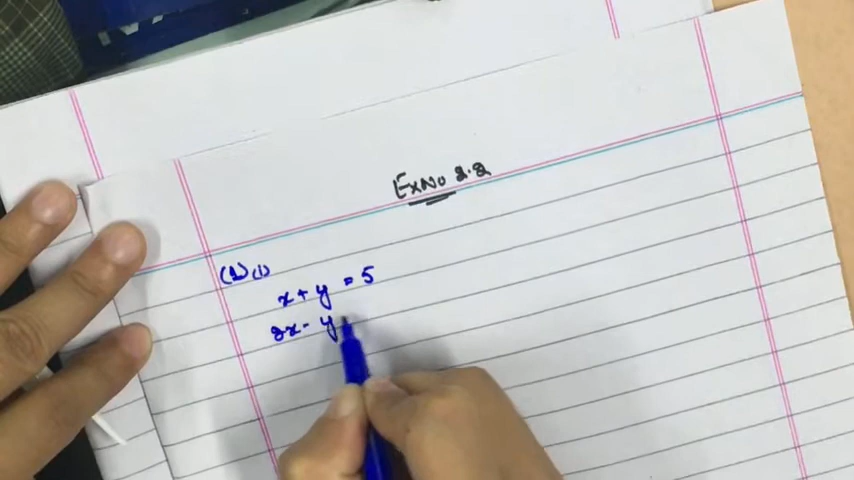 Ex No 2.2
(1) (i)
x + y = 5
2x - y